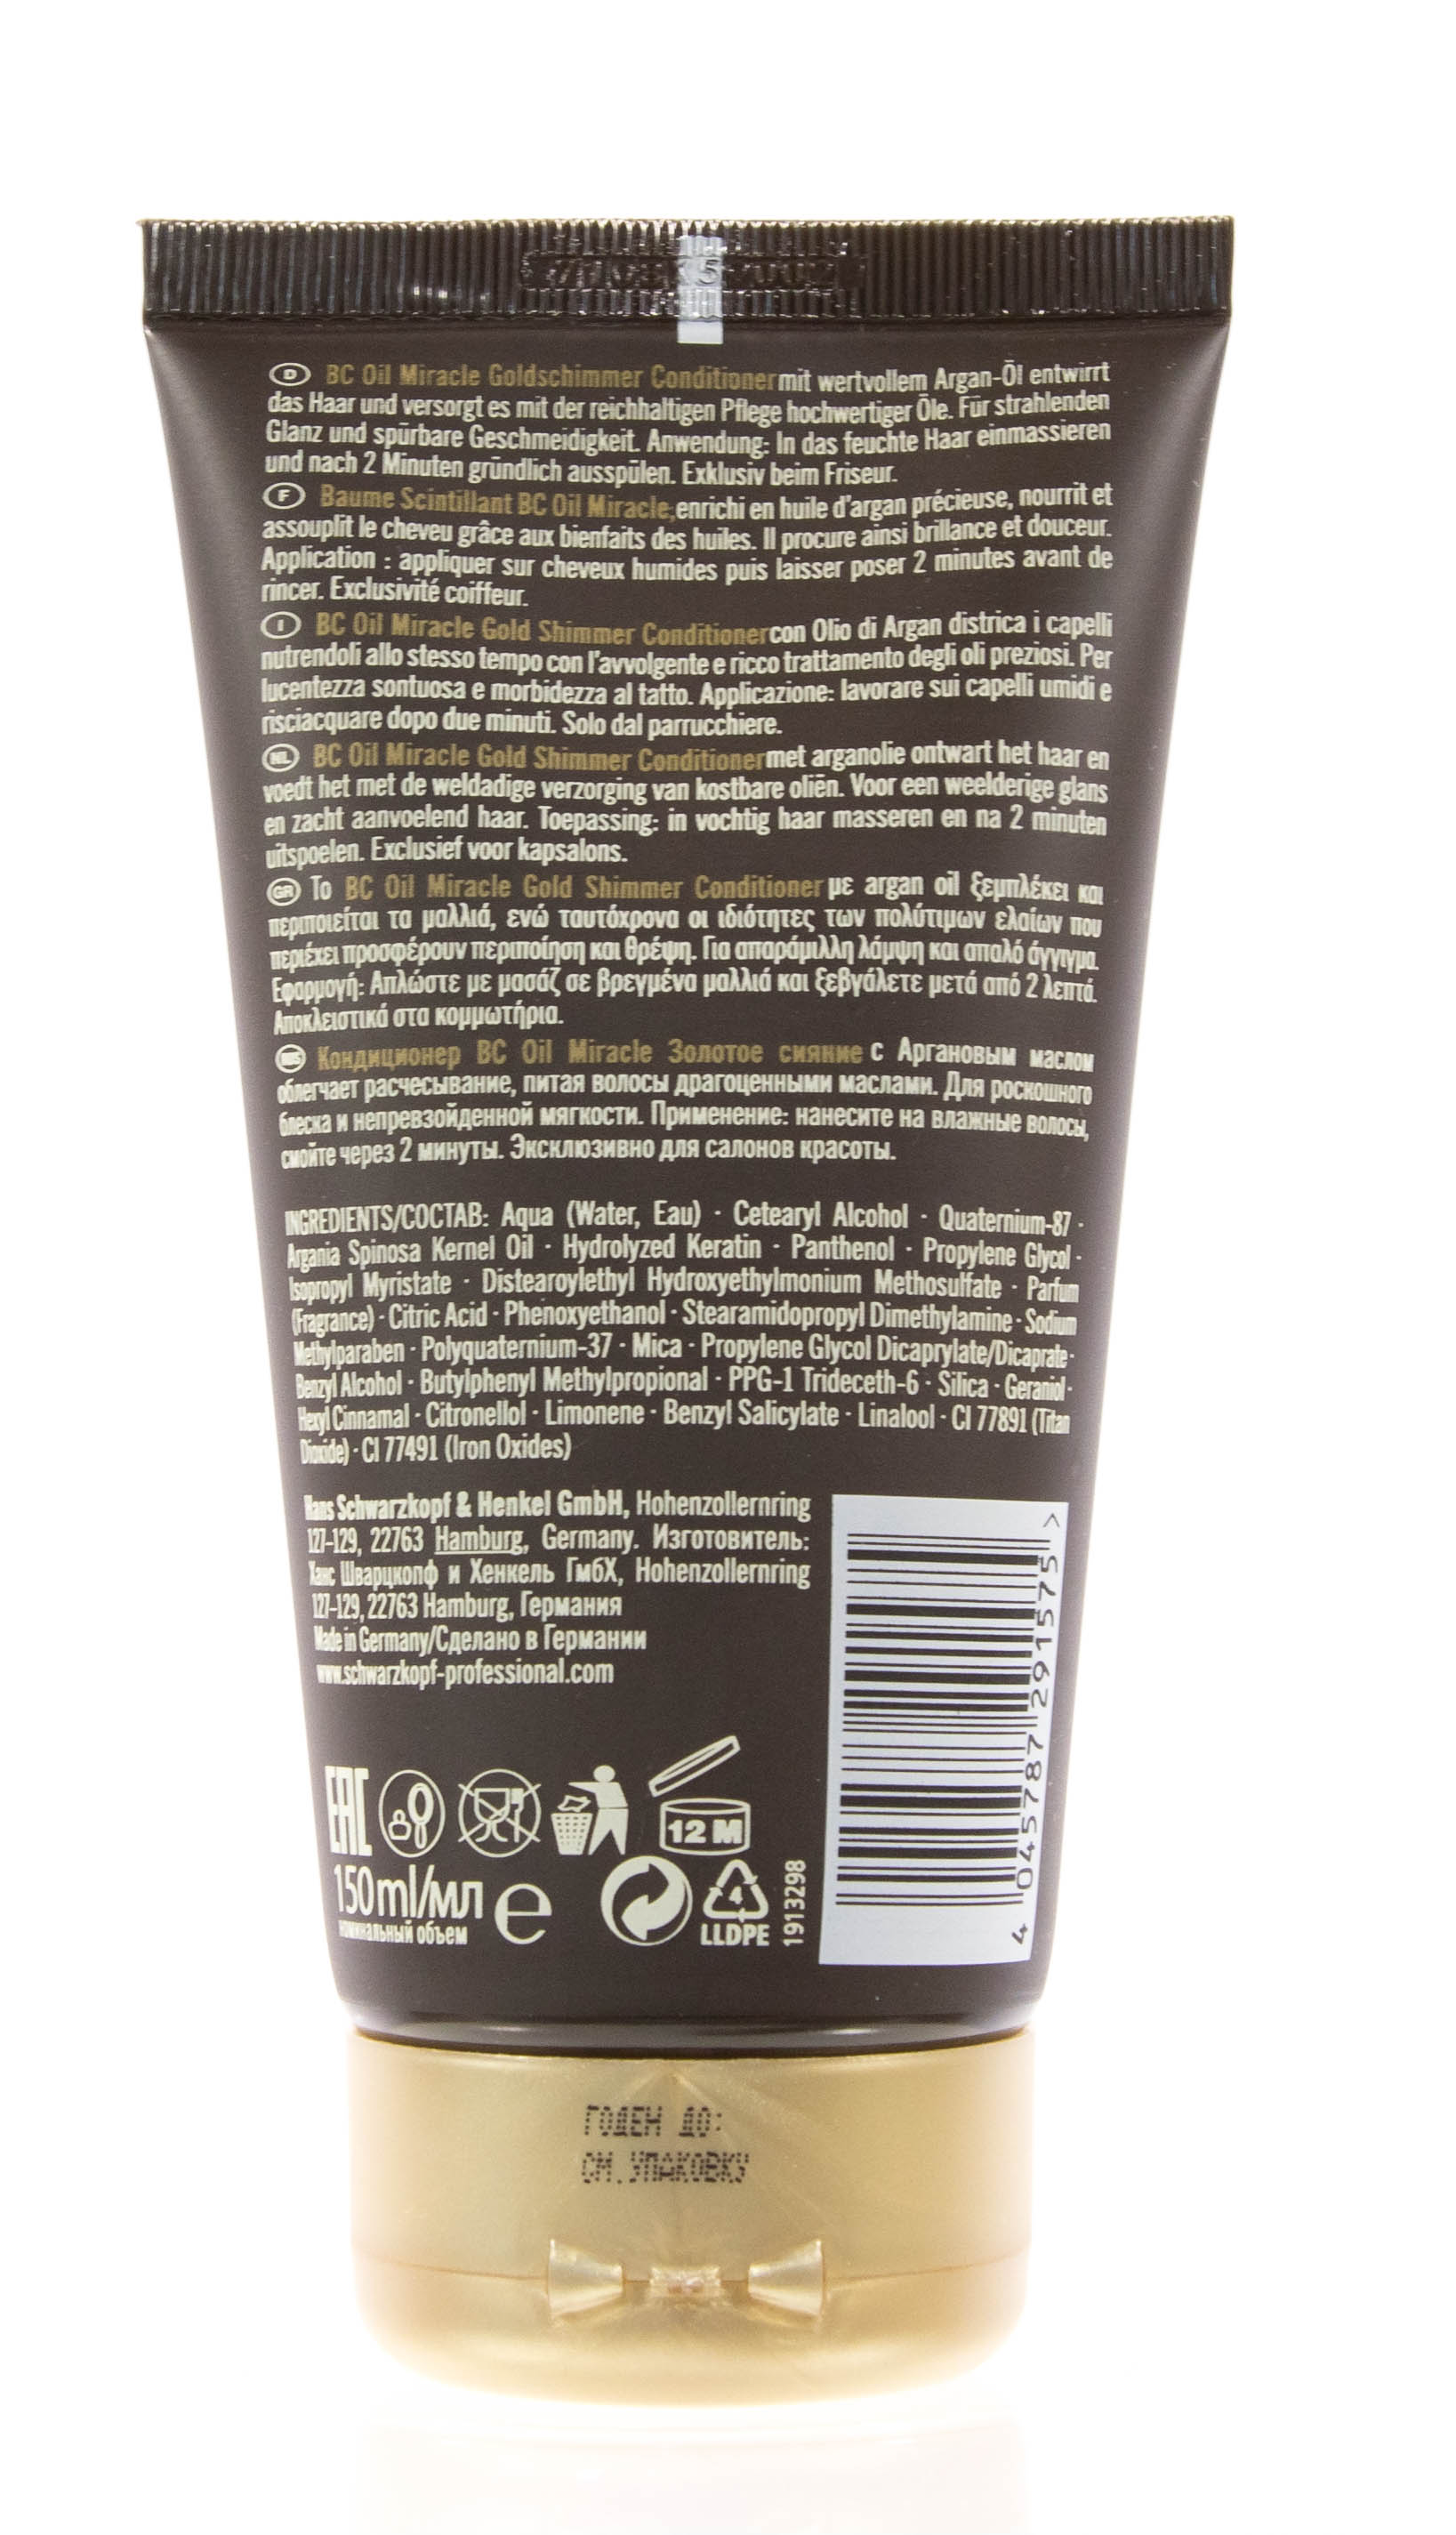 D BC Oil Miracle Goldschimmer Conditioner mit wertvollem Argan-Öl entwirrt
das Haar und versorgt es mit der reichhaltigen Pflege hochwertiger Öle. Für strahlenden
Glanz und spürbare Geschmeidigkeit. Anwendung: In das feuchte Haar einmassieren
und nach 2 Minuten gründlich ausspülen. Exklusiv beim Friseur.
F Baume Scintillant BC Oil Miracle, enrichi en huile d'argan précieuse, nourrit et
assouplit le cheveu grâce aux bienfaits des huiles. Il procure ainsi brillance et douceur.
Application : appliquer sur cheveux humides puis laisser poser 2 minutes avant de
rincer. Exclusivité coiffeur.
I BC Oil Miracle Gold Shimmer Conditioner con Olio di Argan districa i capelli
nutrendoli allo stesso tempo con l'avvolgente e ricco trattamento degli oli preziosi. Per
lucentezza sontuosa e morbidezza al tatto. Applicazione: lavorare sui capelli umidi e
risciacquare dopo due minuti. Solo dal parrucchiere.
NL BC Oil Miracle Gold Shimmer Conditioner met arganolie ontwart het haar en
voedt het met de weldadige verzorging van kostbare oliën. Voor een weelderige glans
en zacht aanvoelend haar. Toepassing: in vochtig haar masseren en na 2 minuten
uitspoelen. Exclusief voor kapsalons.
GR Το BC Oil Miracle Gold Shimmer Conditioner με argan oil ξεμπλέκει και
περιποιείται τα μαλλιά, ενώ ταυτόχρονα οι ιδιότητες των πολύτιμων ελαίων που
περιέχει προσφέρουν περιποίηση και θρέψη. Για απαράμιλλη λάμψη και απαλό άγγιγμα.
Εφαρμογή: Απλώστε με μασάζ σε βρεγμένα μαλλιά και ξεβγάλετε μετά από 2 λεπτά.
Αποκλειστικά στα κομμωτήρια.
RUS Кондиционер BC Oil Miracle Золотое сияние с Аргановым маслом
облегчает расчесывание, питая волосы драгоценными маслами. Для роскошного
блеска и непревзойденной мягкости. Применение: нанесите на влажные волосы,
смойте через 2 минуты. Эксклюзивно для салонов красоты.
INGREDIENTS/СОСТАВ: Aqua (Water, Eau) · Cetearyl Alcohol · Quaternium-87 ·
Argania Spinosa Kernel Oil · Hydrolyzed Keratin · Panthenol · Propylene Glycol ·
Isopropyl Myristate · Distearoylethyl Hydroxyethylmonium Methosulfate · Parfum
(Fragrance) · Citric Acid · Phenoxyethanol · Stearamidopropyl Dimethylamine · Sodium
Methylparaben · Polyquaternium-37 · Mica · Propylene Glycol Dicaprylate/Dicaprate ·
Benzyl Alcohol · Butylphenyl Methylpropional · PPG-1 Trideceth-6 · Silica · Geraniol ·
Hexyl Cinnamal · Citronellol · Limonene · Benzyl Salicylate · Linalool · CI 77891 (Titan
Dioxide) · CI 77491 (Iron Oxides)
Hans Schwarzkopf & Henkel GmbH, Hohenzollernring
127-129, 22763 Hamburg, Germany. Изготовитель:
Ханс Шварцкопф и Хенкель ГмбХ, Hohenzollernring
127-129, 22763 Hamburg, Германия
Made in Germany/Сделано в Германии
www.schwarzkopf-professional.com
EAC
12 M
150 ml/мл e
номинальный объем
4
LLDPE
1913298
4 045787 291575 >
ГОДЕН ДО:
СМ.УПАКОВКУ